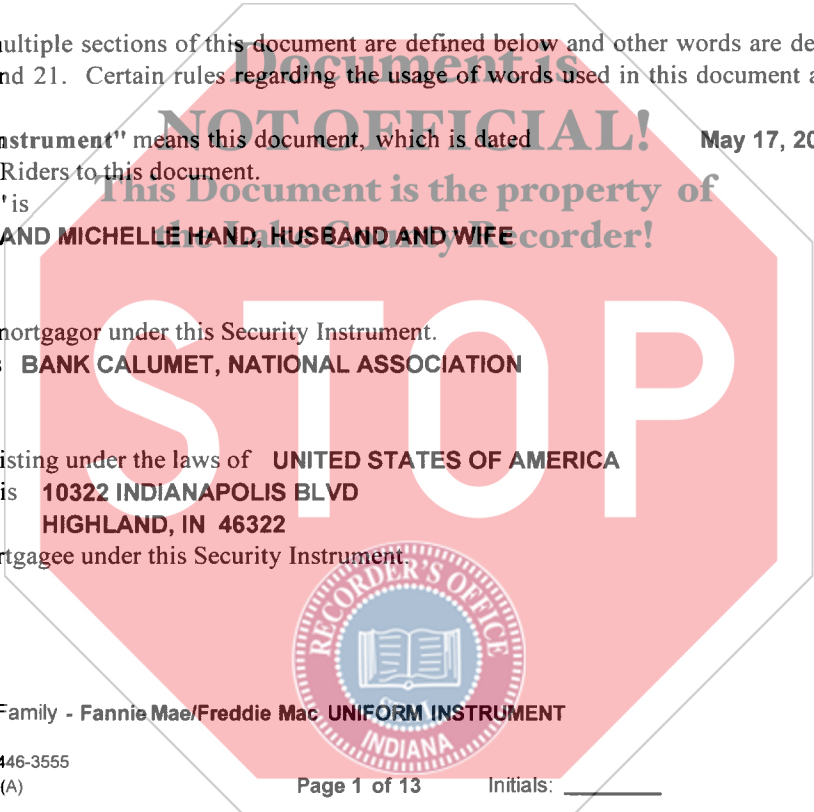 ultiple sections of this document are defined below and other words are de
nd 21. Certain rules regarding the usage of words used in this document a
Document is
NOT OFFICIAL!
This Document is the property of
the Lake County Recorder!
nstrument" means this document, which is dated May 17, 20
Riders to this document.
' is
AND MICHELLE HAND, HUSBAND AND WIFE
STOP
mortgagor under this Security Instrument.
BANK CALUMET, NATIONAL ASSOCIATION
isting under the laws of UNITED STATES OF AMERICA
is 10322 INDIANAPOLIS BLVD
HIGHLAND, IN 46322
rtgagee under this Security Instrument.
RECORDER'S OFFICE
INDIANA
Family - Fannie Mae/Freddie Mac UNIFORM INSTRUMENT
446-3555
(A) Page 1 of 13 Initials: